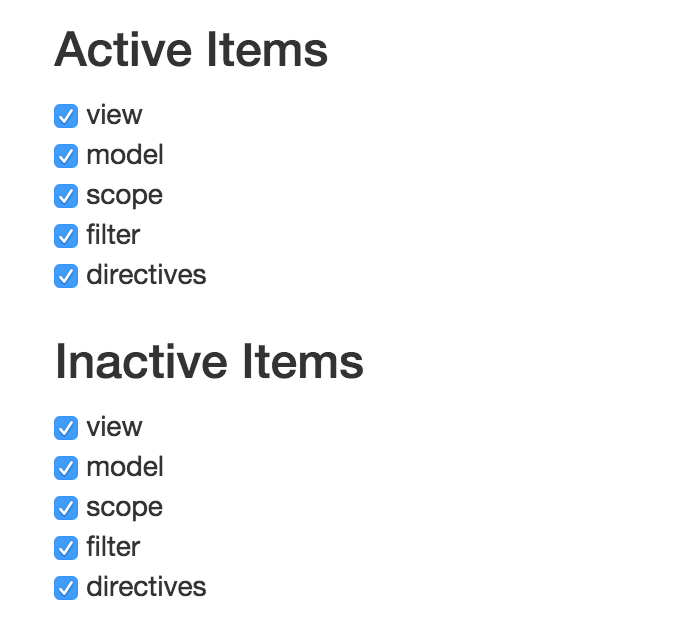 Active Items
view
model
scope
filter
directives
Inactive Items
view
model
scope
filter
directives